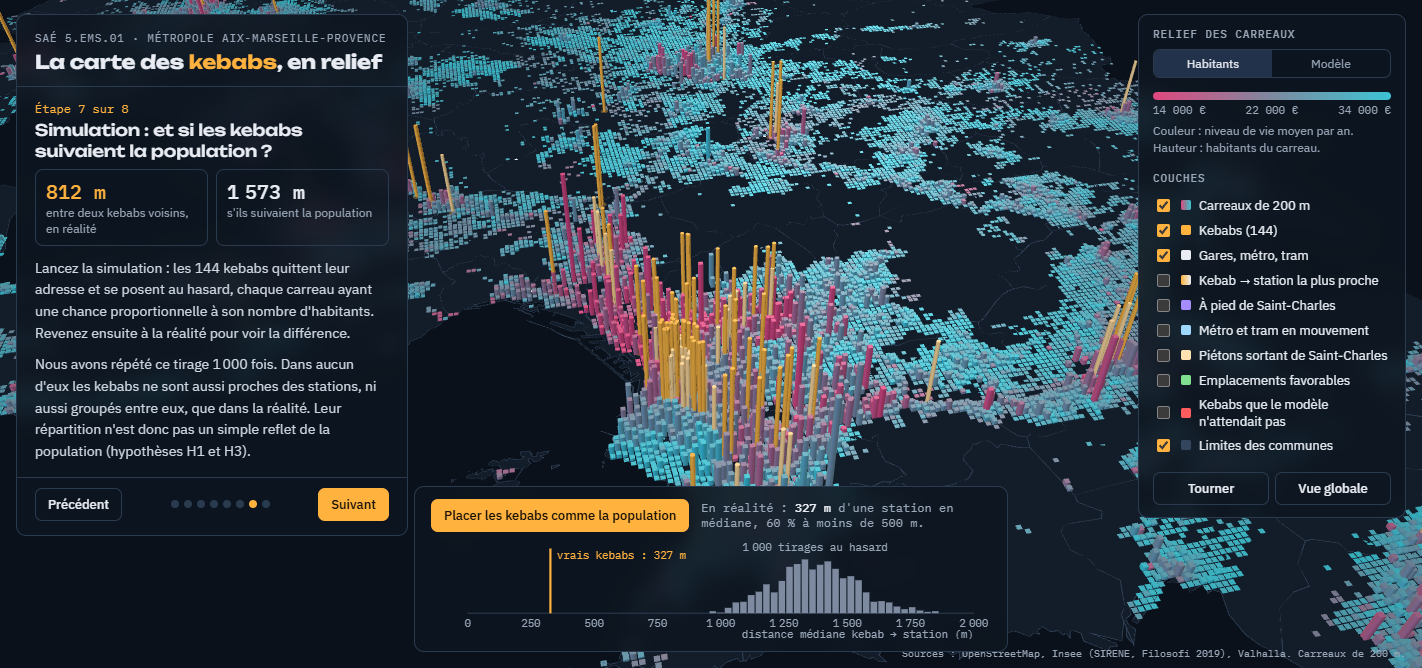 SAÉ 5.EMS.01 · MÉTROPOLE AIX-MARSEILLE-PROVENCE
La carte des kebabs, en relief
Étape 7 sur 8
Simulation : et si les kebabs
suivaient la population ?
812 m
entre deux kebabs voisins,
en réalité
1 573 m
s'ils suivaient la population
Lancez la simulation : les 144 kebabs quittent leur
adresse et se posent au hasard, chaque carreau ayant
une chance proportionnelle à son nombre d'habitants.
Revenez ensuite à la réalité pour voir la différence.
Nous avons répété ce tirage 1 000 fois. Dans aucun
d'eux les kebabs ne sont aussi proches des stations, ni
aussi groupés entre eux, que dans la réalité. Leur
répartition n'est donc pas un simple reflet de la
population (hypothèses H1 et H3).
Précédent
Suivant
Placer les kebabs comme la population
En réalité : 327 m d'une station en
médiane, 60 % à moins de 500 m.
vrais kebabs : 327 m
1 000 tirages au hasard
0 250 500 750 1 000 1 250 1 500 1 750 2 000
distance médiane kebab → station (m)
RELIEF DES CARREAUX
Habitants
Modèle
14 000 € 22 000 € 34 000 €
Couleur : niveau de vie moyen par an.
Hauteur : habitants du carreau.
COUCHES
Carreaux de 200 m
Kebabs (144)
Gares, métro, tram
Kebab → station la plus proche
À pied de Saint-Charles
Métro et tram en mouvement
Piétons sortant de Saint-Charles
Emplacements favorables
Kebabs que le modèle
n'attendait pas
Limites des communes
Tourner
Vue globale
Sources : OpenStreetMap, Insee (SIRENE, Filosofi 2019), Valhalla. Carreaux de 200